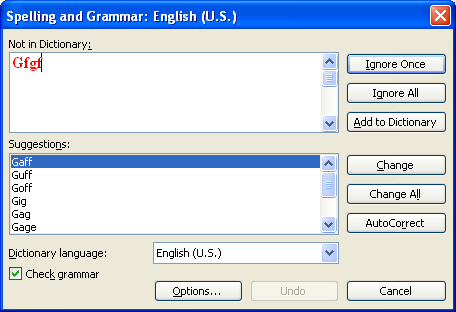 Spelling and Grammar: English (U.S.)
Not in Dictionary:
Gfgf
Ignore Once
Ignore All
Add to Dictionary
Suggestions:
Gaff
Guff
Goff
Gig
Gag
Gage
Change
Change All
AutoCorrect
Dictionary language: English (U.S.)
Check grammar
Options... Undo Cancel